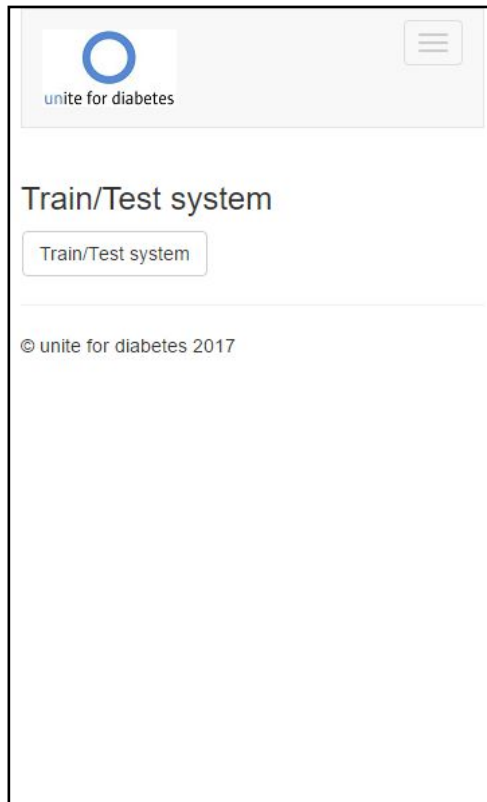 unite for diabetes
Train/Test system
Train/Test system
© unite for diabetes 2017